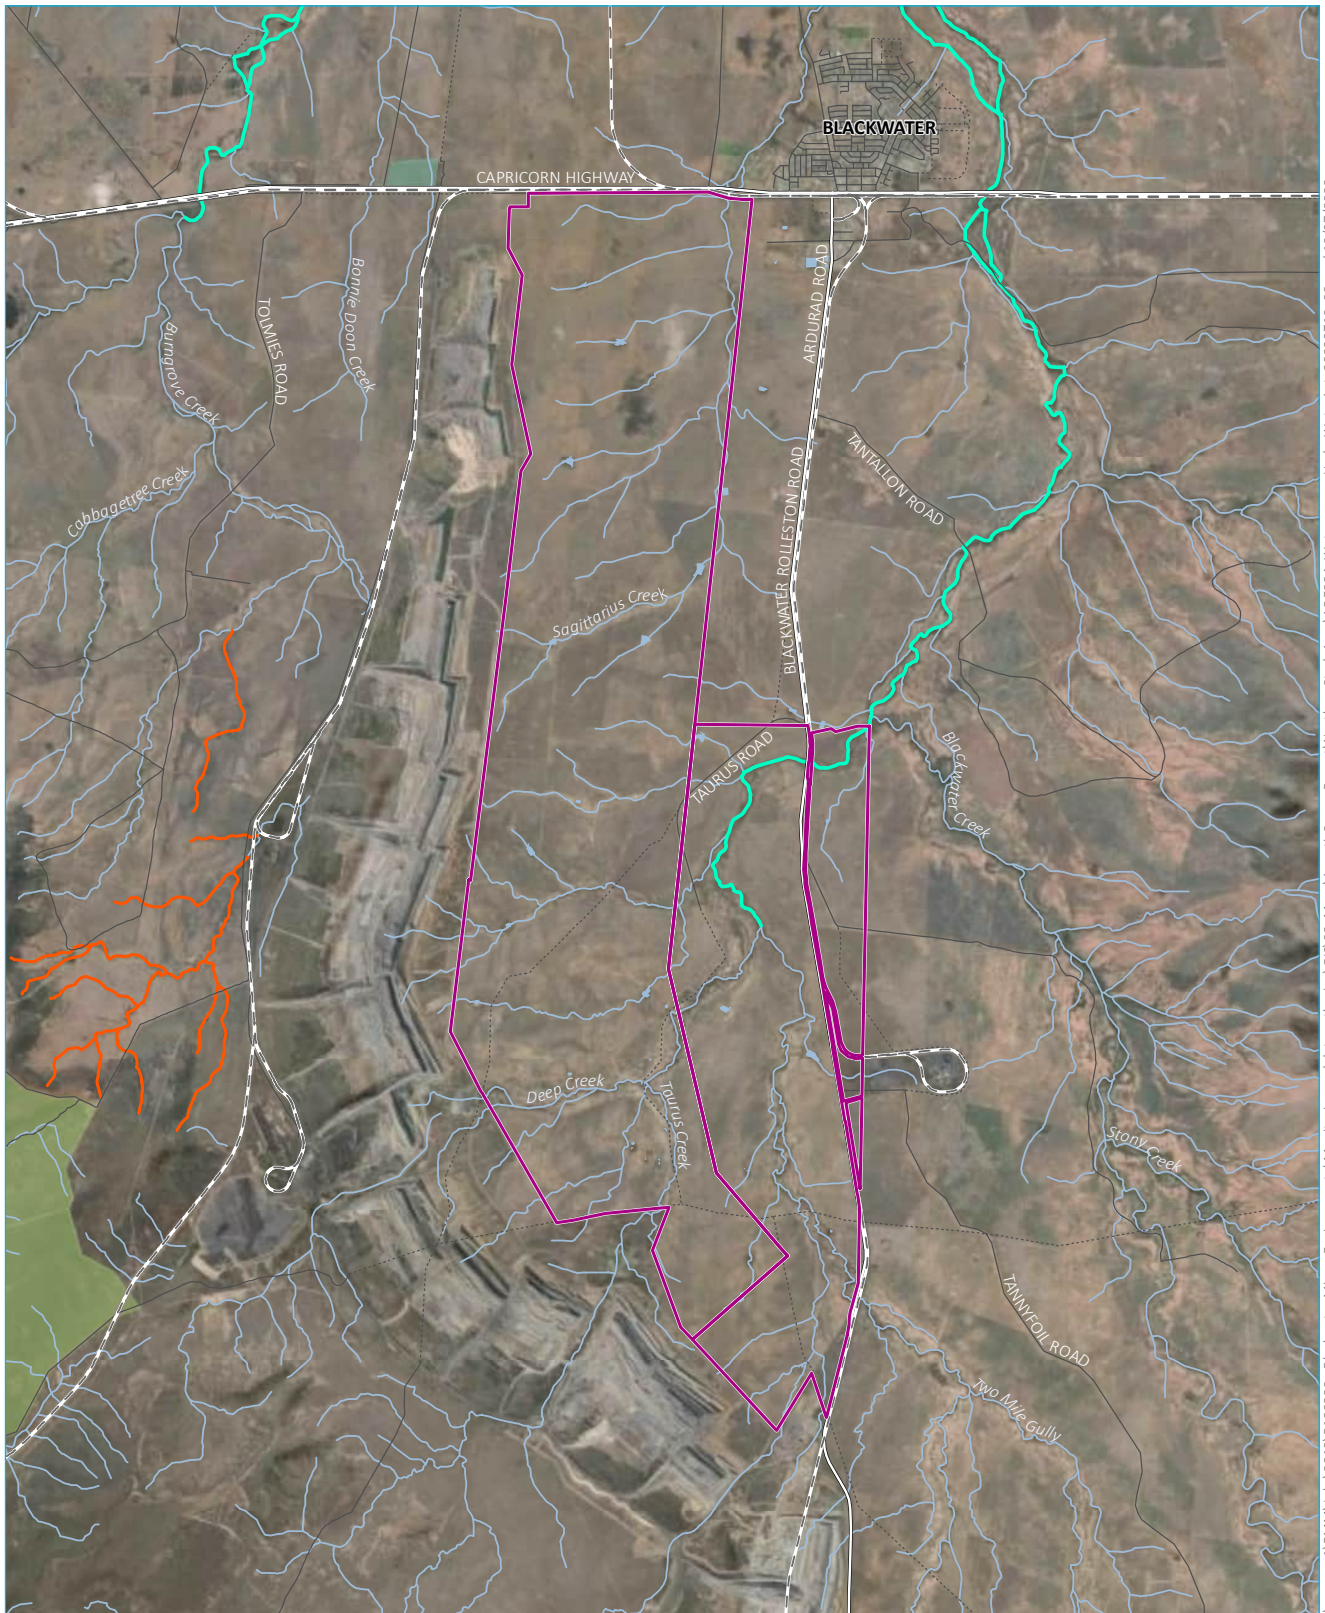 BLACKWATER
CAPRICORN HIGHWAY
TOLMIES ROAD
Bonnie Doon Creek
Burngrove Creek
ARDURAD ROAD
Cabbagetree Creek
TANTALLON ROAD
BLACKWATER ROLLESTON ROAD
Sagittarius Creek
TAURUS ROAD
Blackwater Creek
Deep Creek
Taurus Creek
Stony Creek
TANNYFOIL ROAD
Two Mile Gully